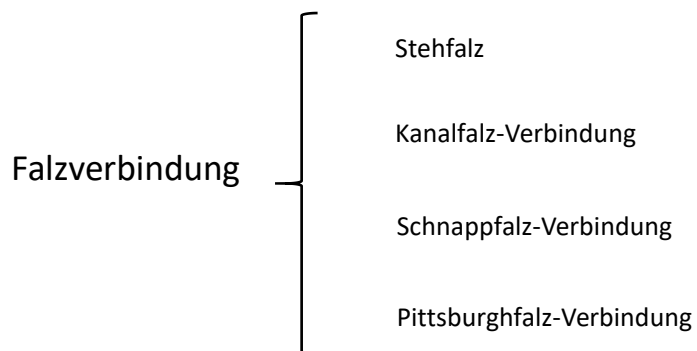 Stehfalz
Kanalfalz-Verbindung
Falzverbindung
Schnappfalz-Verbindung
Pittsburghfalz-Verbindung